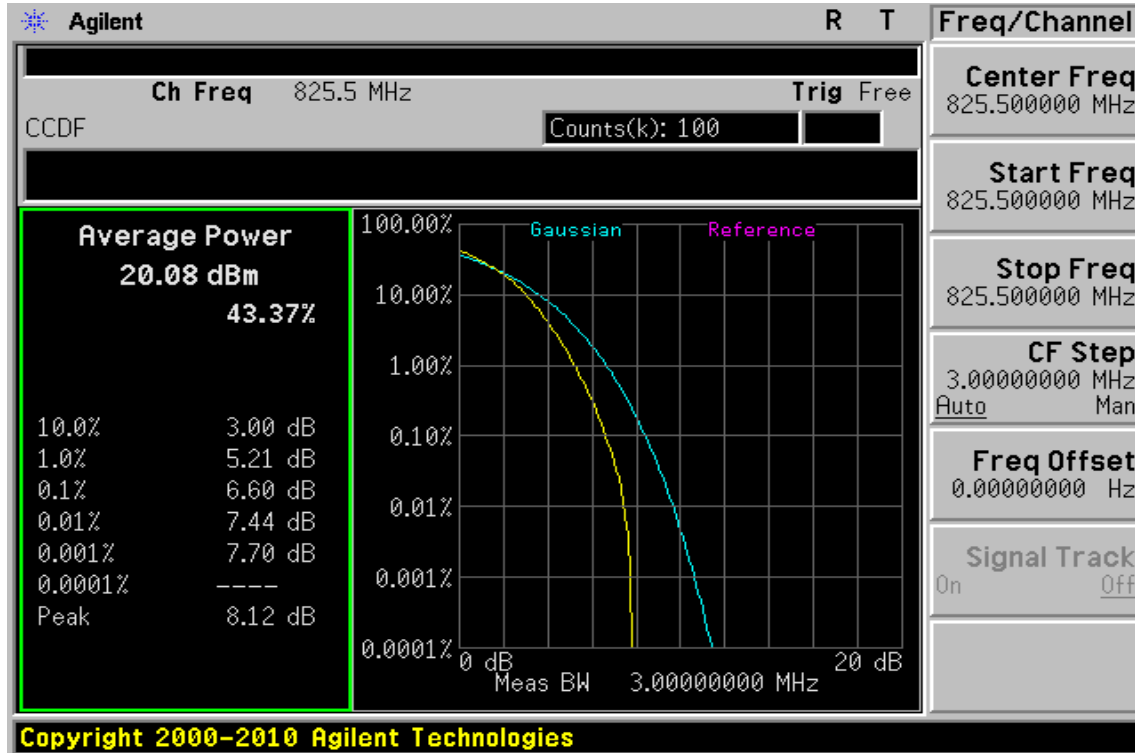 Agilent R T
Freq/Channel
Ch Freq 825.5 MHz Trig Free
CCDF Counts(k): 100
Average Power
20.08 dBm
43.37%
10.0% 3.00 dB
1.0% 5.21 dB
0.1% 6.60 dB
0.01% 7.44 dB
0.001% 7.70 dB
0.0001% ----
Peak 8.12 dB
Gaussian Reference
100.00%
10.00%
1.00%
0.10%
0.01%
0.001%
0.0001%
0 dB 20 dB
Meas BW 3.00000000 MHz
Center Freq
825.500000 MHz
Start Freq
825.500000 MHz
Stop Freq
825.500000 MHz
CF Step
3.00000000 MHz
Auto Man
Freq Offset
0.00000000 Hz
Signal Track
On Off
Copyright 2000-2010 Agilent Technologies